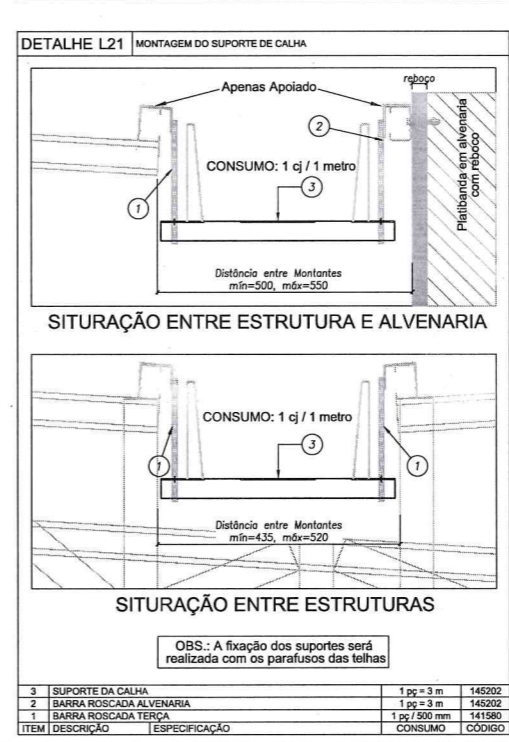 DETALHE L21 MONTAGEM DO SUPORTE DE CALHA
Apenas Apoiado
reboço
2
CONSUMO: 1 cj / 1 metro
3
1
Platibanda em alvenaria
com reboco
Distância entre Montantes
mín=500, máx=550
SITURAÇÃO ENTRE ESTRUTURA E ALVENARIA
CONSUMO: 1 cj / 1 metro
3
1
1
Distância entre Montantes
mín=435, máx=520
SITURAÇÃO ENTRE ESTRUTURAS
OBS.: A fixação dos suportes será
realizada com os parafusos das telhas
3 SUPORTE DA CALHA 1 pç = 3 m 145202
2 BARRA ROSCADA ALVENARIA 1 pç = 3 m 145202
1 BARRA ROSCADA TERÇA 1 pç / 500 mm 141580
ITEM DESCRIÇÃO ESPECIFICAÇÃO CONSUMO CÓDIGO